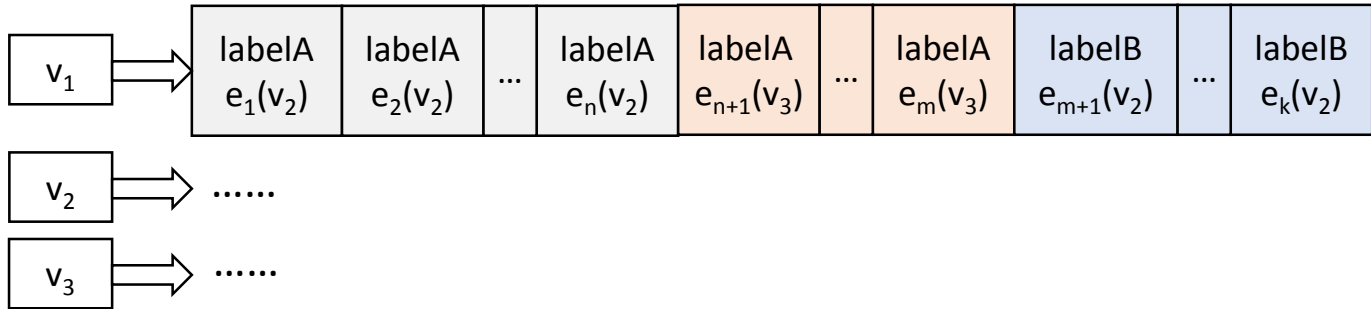 v₁
labelA labelA ... labelA labelA ... labelA labelB ... labelB
e₁(v₂) e₂(v₂) eₙ(v₂) eₙ₊₁(v₃) eₘ(v₃) eₘ₊₁(v₂) eₖ(v₂)
v₂ ……
v₃ ……